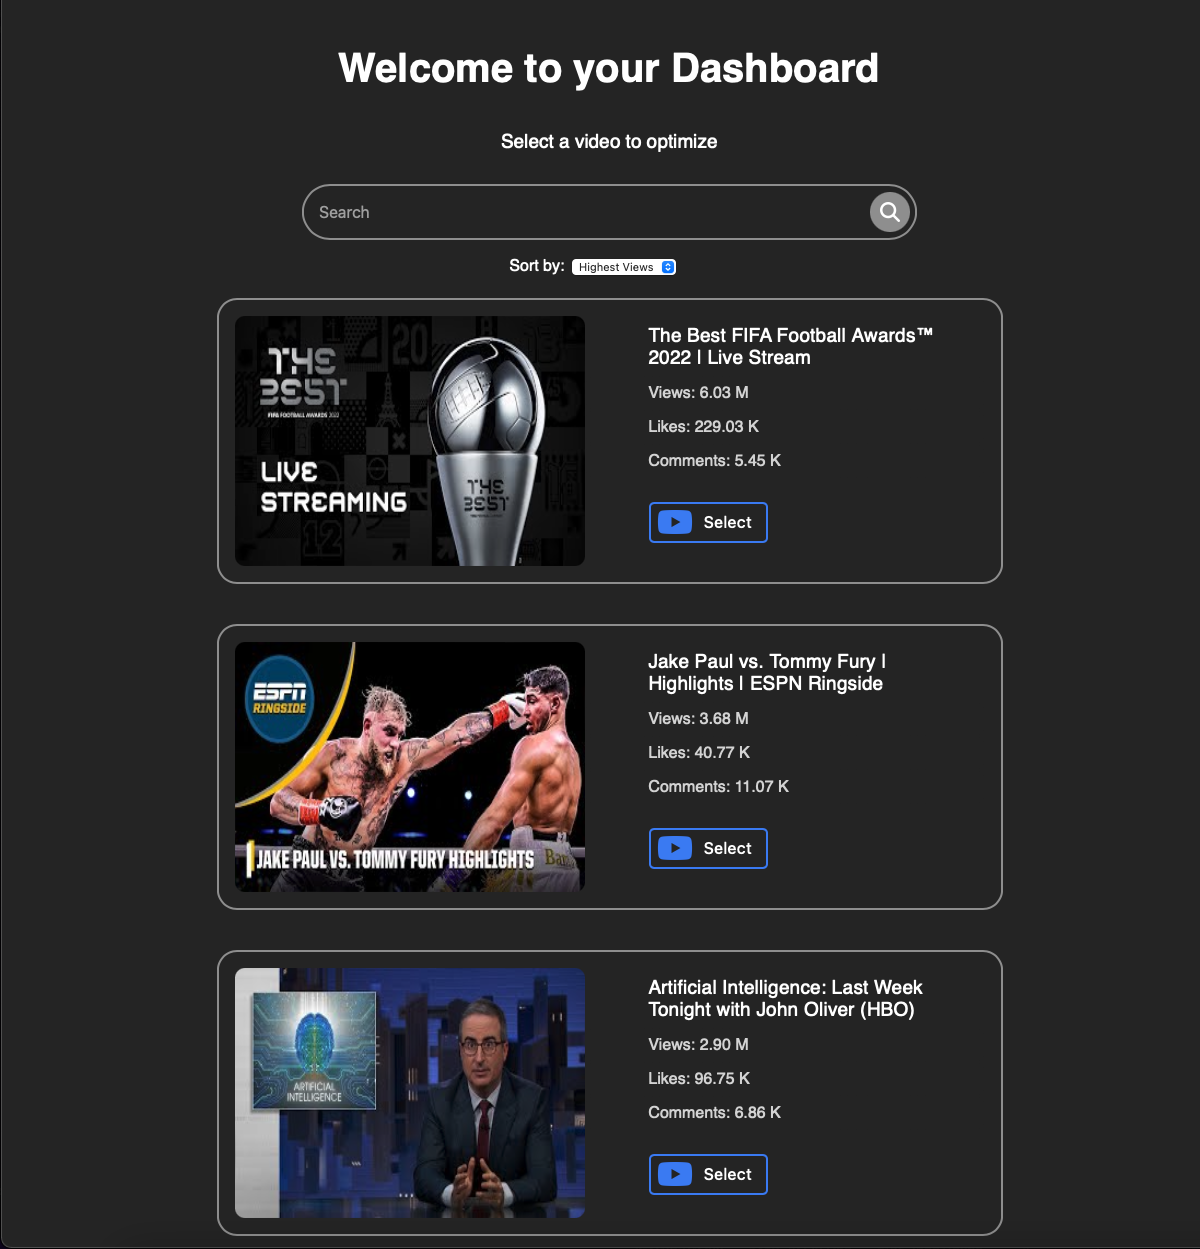 Welcome to your Dashboard
Select a video to optimize
Search
Sort by: Highest Views
THE
BEST
FIFA FOOTBALL AWARDS 2022
LIVE
STREAMING
THE
BEST
20
12
The Best FIFA Football Awards™
2022 | Live Stream
Views: 6.03 M
Likes: 229.03 K
Comments: 5.45 K
Select
ESPN
RINGSIDE
JAKE PAUL VS. TOMMY FURY HIGHLIGHTS
Jake Paul vs. Tommy Fury |
Highlights | ESPN Ringside
Views: 3.68 M
Likes: 40.77 K
Comments: 11.07 K
Select
ARTIFICIAL
INTELLIGENCE
Artificial Intelligence: Last Week
Tonight with John Oliver (HBO)
Views: 2.90 M
Likes: 96.75 K
Comments: 6.86 K
Select